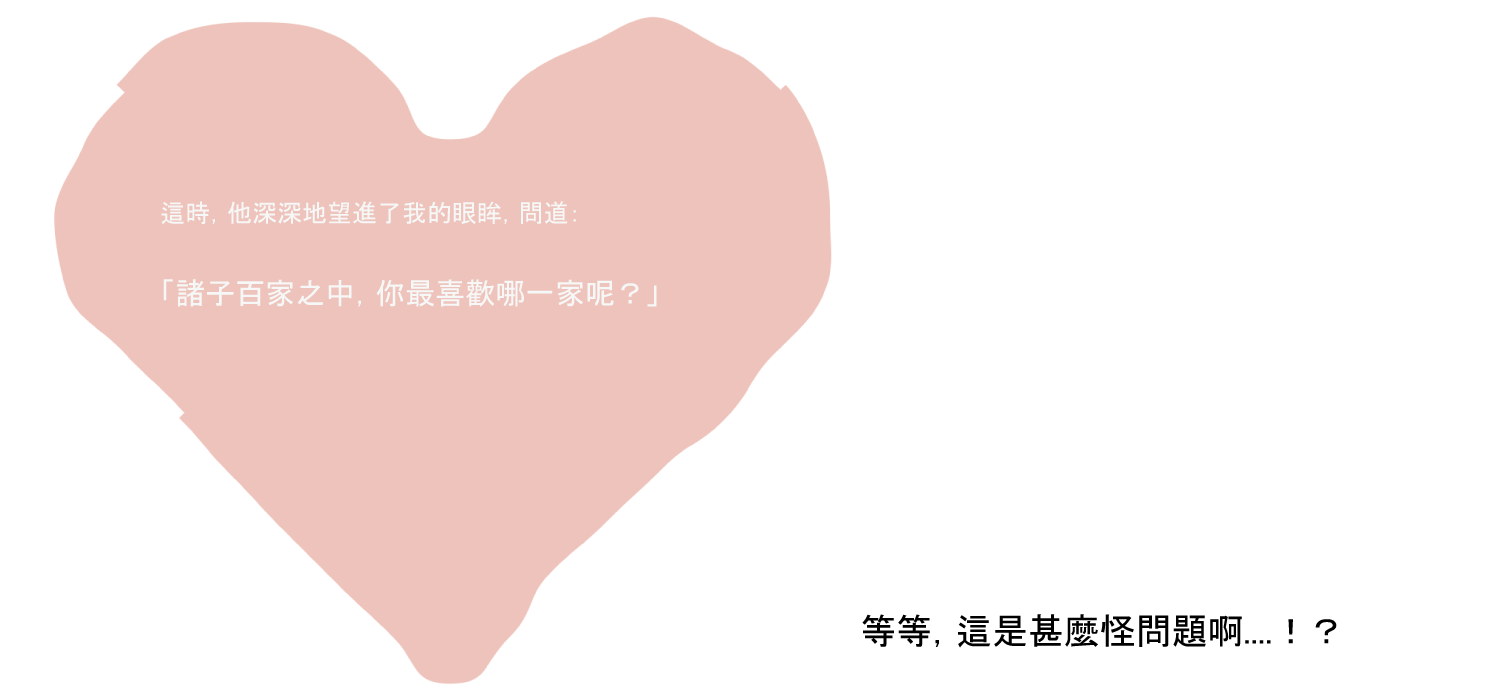 這時，他深深地望進了我的眼眸，問道：
「諸子百家之中，你最喜歡哪一家呢？」
等等，這是甚麼怪問題啊....！？